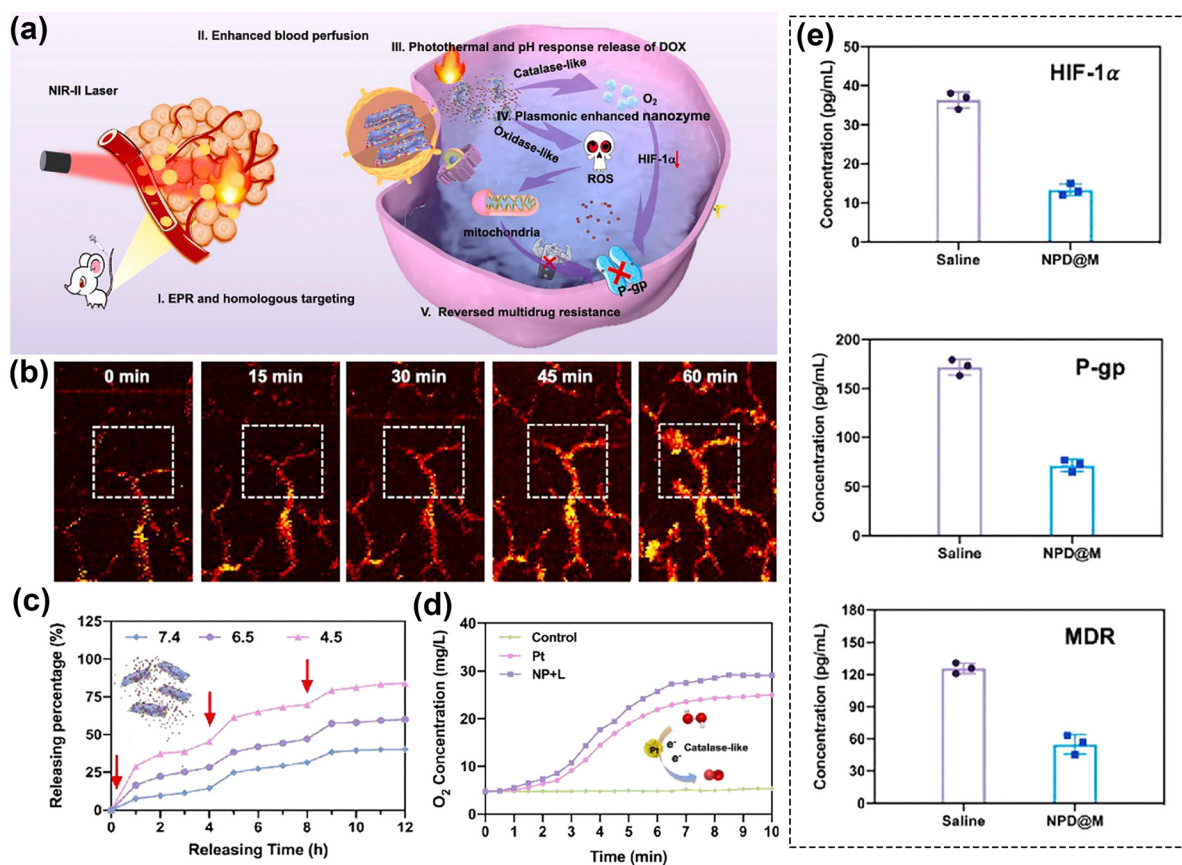 (a)
II. Enhanced blood perfusion
NIR-II Laser
I. EPR and homologous targeting
III. Photothermal and pH response release of DOX
Catalase-like
O₂
IV. Plasmonic enhanced nanozyme
Oxidase-like
ROS
HIF-1α
mitochondria
P-gp
V. Reversed multidrug resistance
(b)
0 min
15 min
30 min
45 min
60 min
(c)
Releasing percentage (%)
125
100
75
50
25
0
7.4
6.5
4.5
0
2
4
6
8
10
12
Releasing Time (h)
(d)
O₂ Concentration (mg/L)
40
30
20
10
0
Control
Pt
NP+L
Pt
e-
e-
Catalase-like
0
1
2
3
4
5
6
7
8
9
10
Time (min)
(e)
Concentration (pg/mL)
50
40
30
20
10
0
HIF-1α
Saline
NPD@M
Concentration (pg/mL)
200
150
100
50
0
P-gp
Saline
NPD@M
Concentration (pg/mL)
180
150
120
90
60
30
0
MDR
Saline
NPD@M